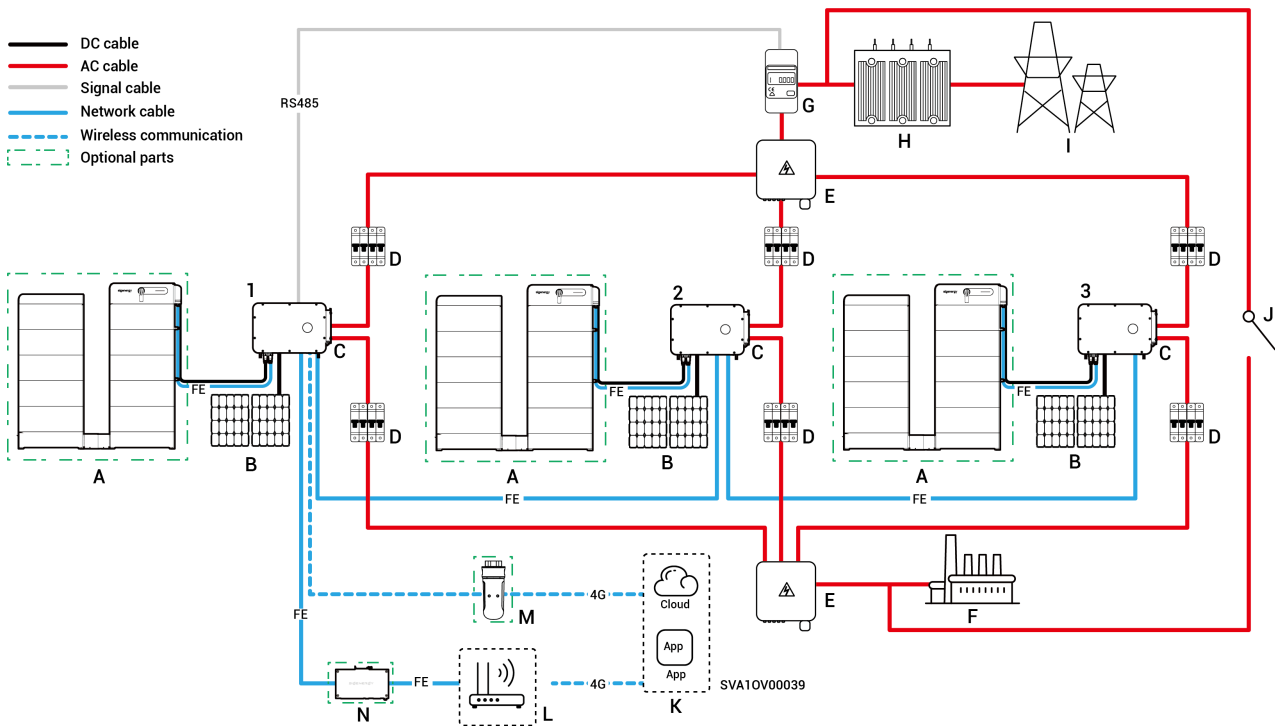 DC cable
AC cable
Signal cable
Network cable
Wireless communication
Optional parts
RS485
G
H
I
E
D
D
D
1
2
3
J
C
C
C
FE
FE
FE
B
B
B
D
D
D
A
A
A
FE
FE
4G
Cloud
M
E
F
FE
App
App
N
FE
L
4G
K
SVA1OV00039